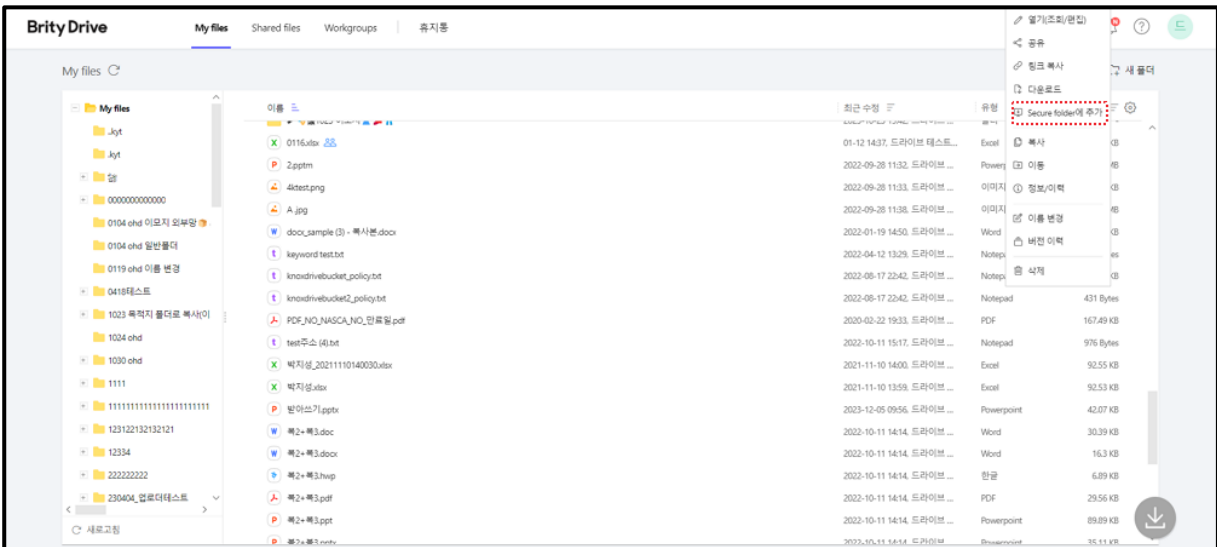 Brity Drive
My files
Shared files
Workgroups
휴지통
드
My files
새 폴더
열기(조회/편집)
공유
링크 복사
다운로드
Secure folder에 추가
복사
이동
정보/이력
이름 변경
버전 이력
삭제
My files
.kyt
.kyt
0000000000000
0104 ohd 이모지 외부망
0104 ohd 일반폴더
0119 ohd 이름 변경
0418테스트
1023 목적지 폴더로 복사(이
1024 ohd
1030 ohd
1111
123122132132121
12334
222222222
230404_업로더테스트
새로고침
이름 최근 수정 유형
0116.xlsx 01-12 14:37, 드라이브 테스트... Excel
2.pptm 2022-09-28 11:32, 드라이브 ...
4ktest.png 2022-09-28 11:33, 드라이브 ...
A.jpg 2022-09-28 11:38, 드라이브 ...
docx_sample (3) - 복사본.docx 2022-01-19 14:50, 드라이브 ... Word
keyword test.txt 2022-04-12 13:29, 드라이브 ...
knoxdrivebucket_policy.txt 2022-08-17 22:42, 드라이브 ...
knoxdrivebucket2_policy.txt 2022-08-17 22:42, 드라이브 ... Notepad 431 Bytes
PDF_NO_NASCA_NO_만료일.pdf 2020-02-22 19:33, 드라이브 ... PDF 167.49 KB
test주소 (4).txt 2022-10-11 15:17, 드라이브 ... Notepad 976 Bytes
박지성_20211110140030.xlsx 2021-11-10 14:00, 드라이브 ... Excel 92.55 KB
박지성.xlsx 2021-11-10 13:59, 드라이브 ... Excel 92.53 KB
받아쓰기.pptx 2023-12-05 09:56, 드라이브 ... Powerpoint 42.07 KB
복2+복3.doc 2022-10-11 14:14, 드라이브 ... Word 30.39 KB
복2+복3.docx 2022-10-11 14:14, 드라이브 ... Word 16.3 KB
복2+복3.hwp 2022-10-11 14:14, 드라이브 ... 한글 6.89 KB
복2+복3.pdf 2022-10-11 14:14, 드라이브 ... PDF 29.56 KB
복2+복3.ppt 2022-10-11 14:14, 드라이브 ... Powerpoint 89.89 KB